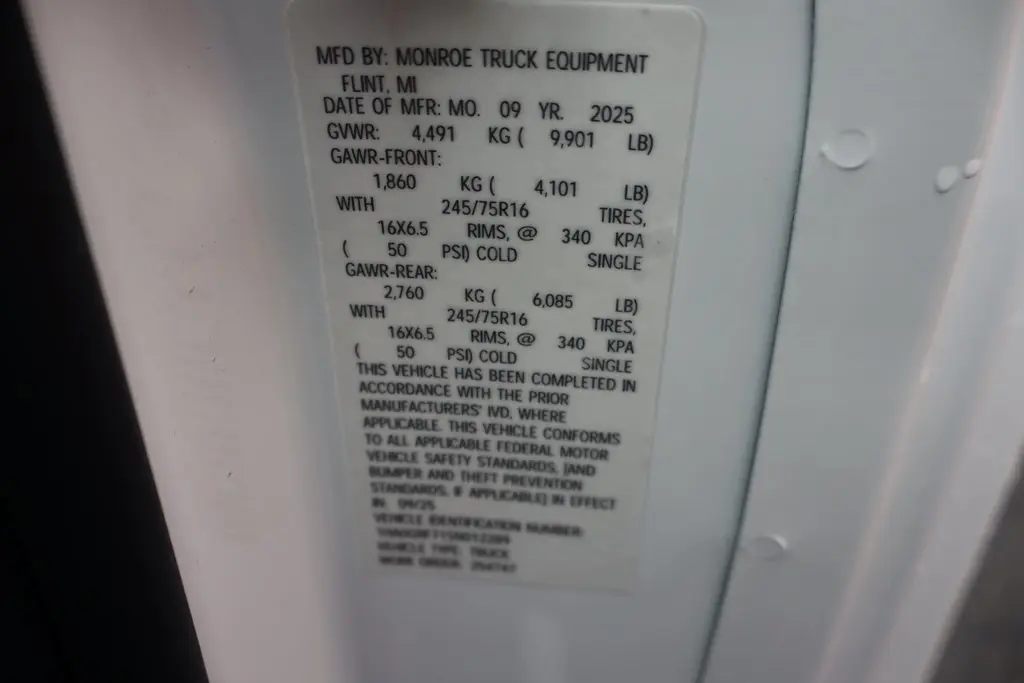 MFD BY: MONROE TRUCK EQUIPMENT
FLINT, MI
DATE OF MFR: MO. 09 YR. 2025
GVWR: 4,491 KG ( 9,901 LB)
GAWR-FRONT:
1,860 KG ( 4,101 LB)
WITH 245/75R16 TIRES,
16X6.5 RIMS, @ 340 KPA
( 50 PSI) COLD SINGLE
GAWR-REAR:
2,760 KG ( 6,085 LB)
WITH 245/75R16 TIRES,
16X6.5 RIMS, @ 340 KPA
( 50 PSI) COLD SINGLE
THIS VEHICLE HAS BEEN COMPLETED IN
ACCORDANCE WITH THE PRIOR
MANUFACTURERS' IVD, WHERE
APPLICABLE. THIS VEHICLE CONFORMS
TO ALL APPLICABLE FEDERAL MOTOR
VEHICLE SAFETY STANDARDS, [AND
BUMPER AND THEFT PREVENTION
STANDARDS, IF APPLICABLE] IN EFFECT
IN: 09/25
VEHICLE IDENTIFICATION NUMBER:
VEHICLE TYPE: TRUCK
WORK ORDER: